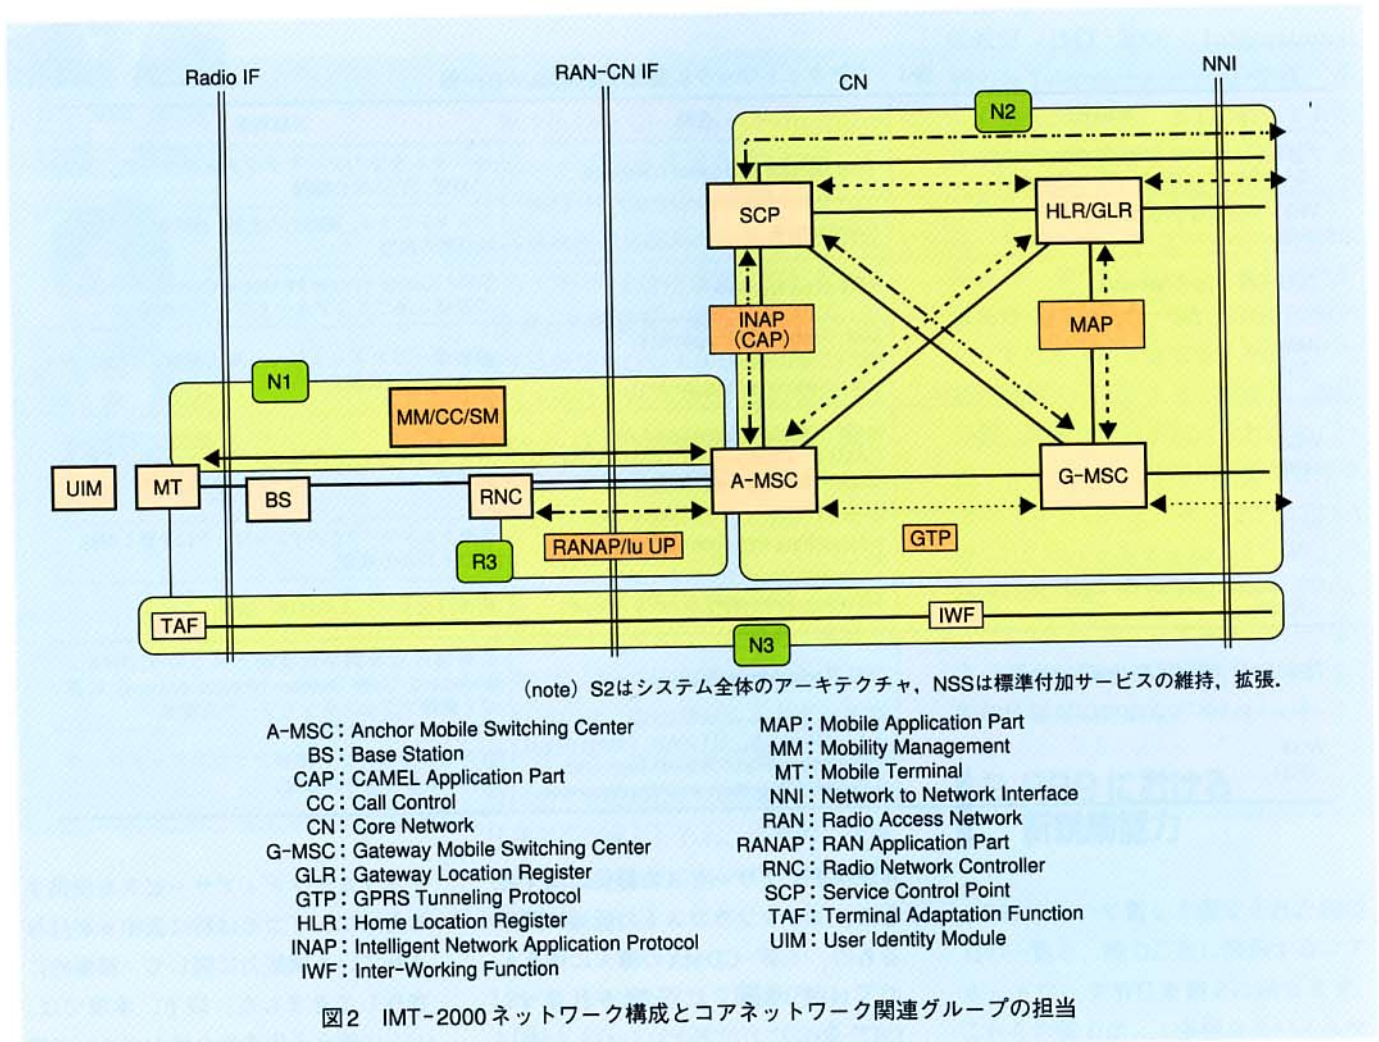 Radio IF
RAN-CN IF
CN
NNI
N2
SCP
HLR/GLR
INAP
(CAP)
MAP
N1
MM/CC/SM
UIM
MT
BS
RNC
A-MSC
G-MSC
RANAP/Iu UP
GTP
R3
TAF
IWF
N3
(note) S2はシステム全体のアーキテクチャ，NSSは標準付加サービスの維持，拡張．
A-MSC：Anchor Mobile Switching Center
BS：Base Station
CAP：CAMEL Application Part
CC：Call Control
CN：Core Network
G-MSC：Gateway Mobile Switching Center
GLR：Gateway Location Register
GTP：GPRS Tunneling Protocol
HLR：Home Location Register
INAP：Intelligent Network Application Protocol
IWF：Inter-Working Function
MAP：Mobile Application Part
MM：Mobility Management
MT：Mobile Terminal
NNI：Network to Network Interface
RAN：Radio Access Network
RANAP：RAN Application Part
RNC：Radio Network Controller
SCP：Service Control Point
TAF：Terminal Adaptation Function
UIM：User Identity Module
図2 IMT-2000ネットワーク構成とコアネットワーク関連グループの担当